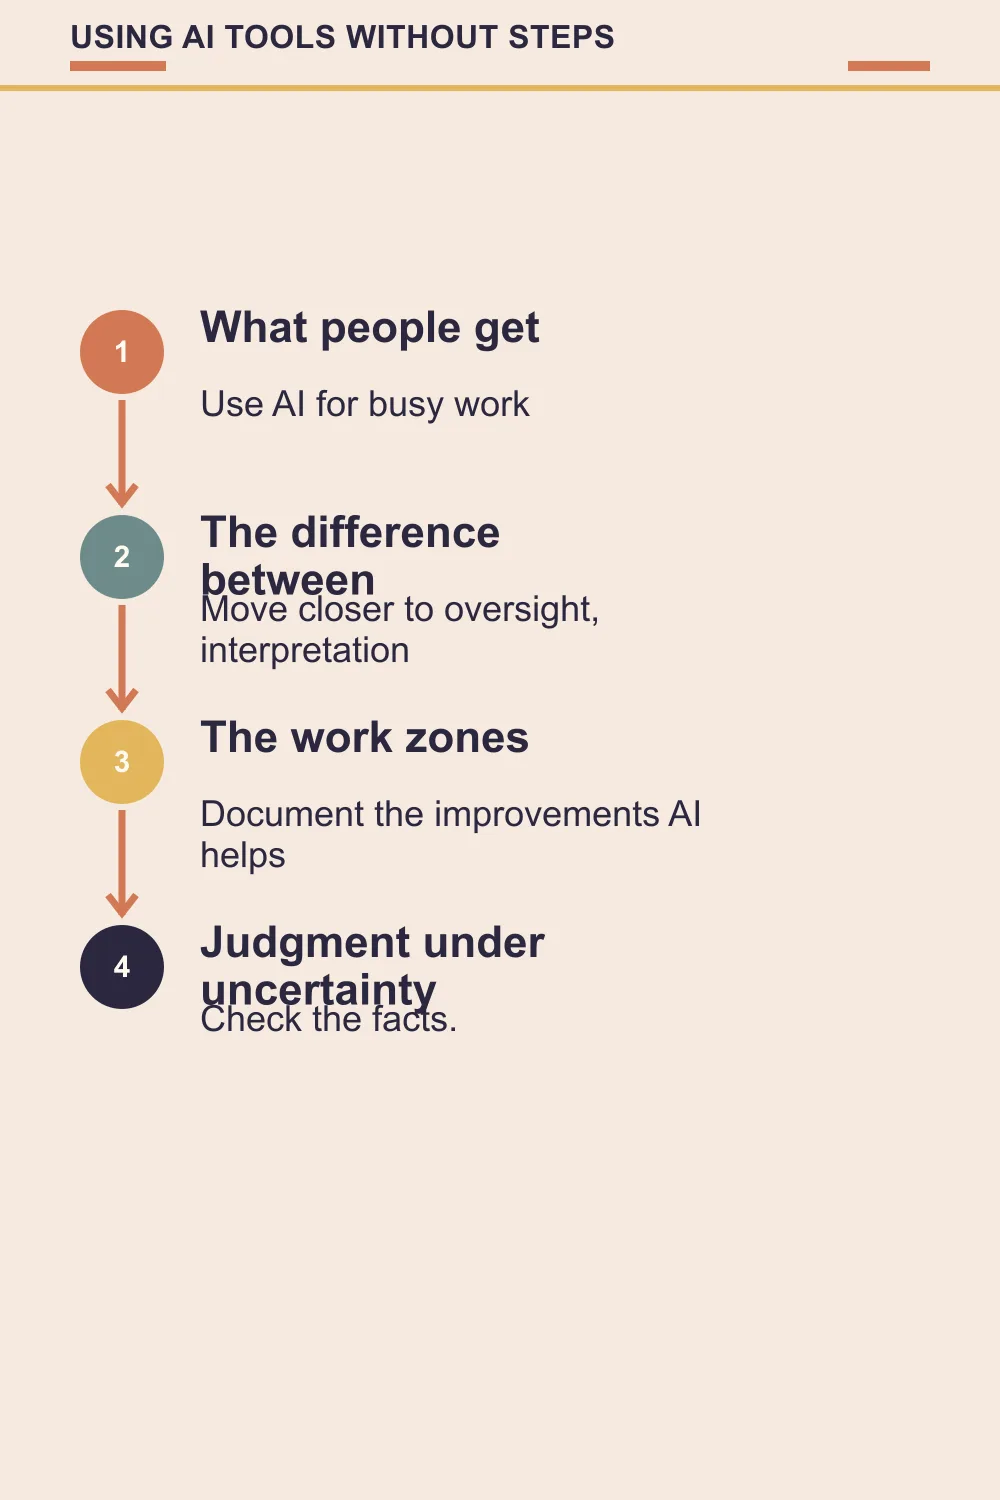 USING AI TOOLS WITHOUT STEPS
1
What people get
Use AI for busy work
2
The difference
between
Move closer to oversight,
interpretation
3
The work zones
Document the improvements AI
helps
4
Judgment under
uncertainty
Check the facts.